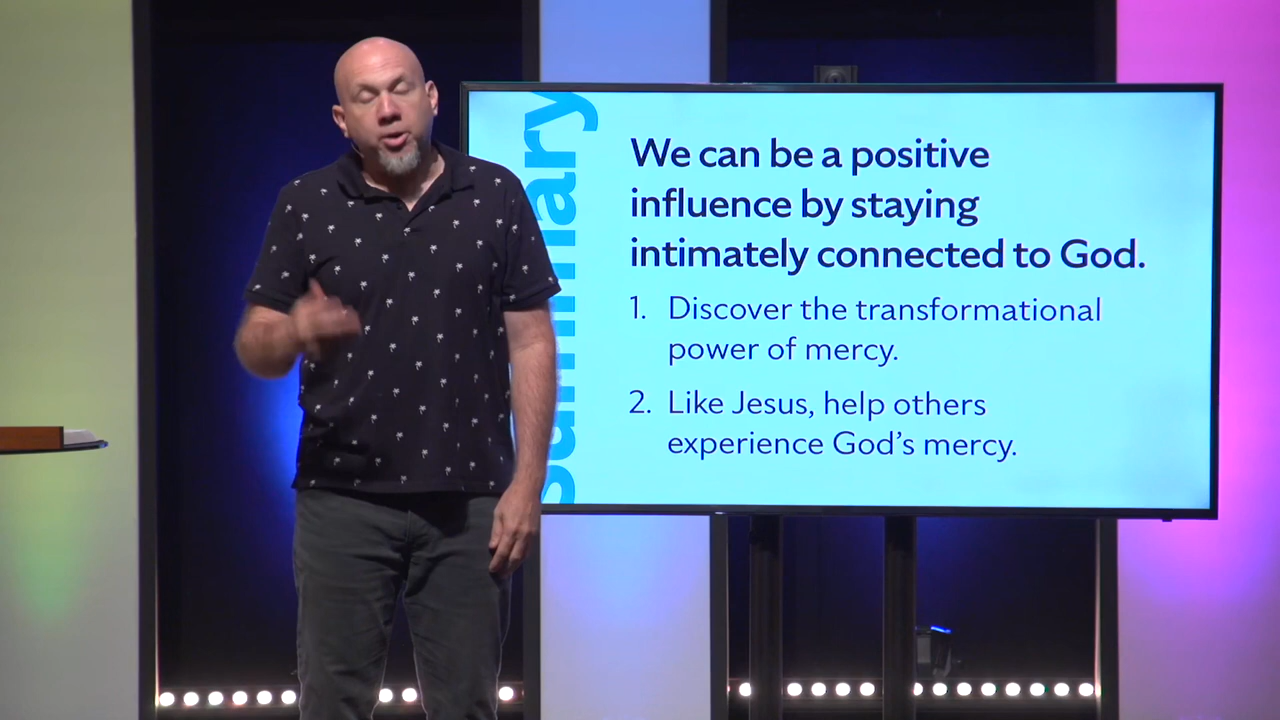 summary
We can be a positive
influence by staying
intimately connected to God.
1. Discover the transformational
power of mercy.
2. Like Jesus, help others
experience God's mercy.